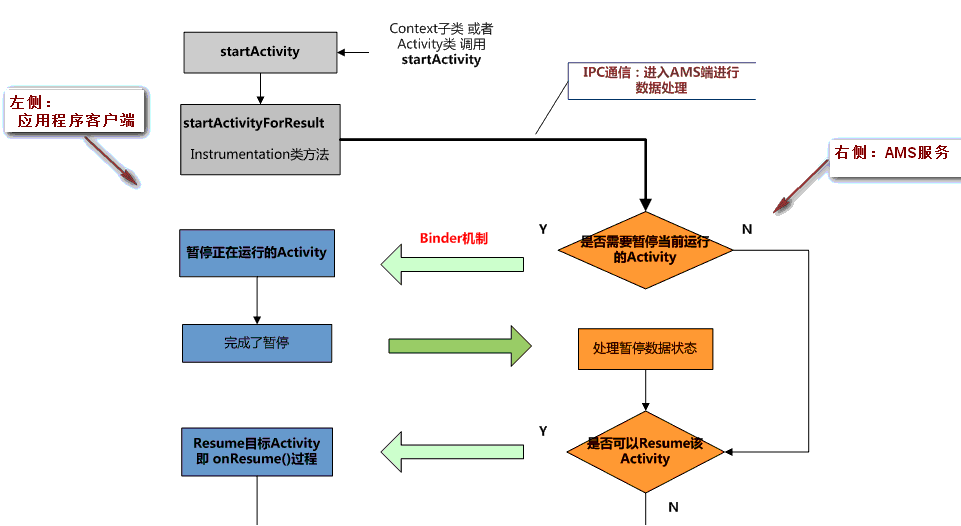 Context子类 或者
Activity类 调用
startActivity
startActivity
IPC通信：进入AMS端进行
数据处理
左侧：
应用程序客户端
startActivityForResult
Instrumentation类方法
右侧：AMS服务
Y
N
Binder机制
是否需要暂停当前运行
的Activity
暂停正在运行的Activity
完成了暂停
处理暂停数据状态
Y
Resume目标Activity
即 onResume()过程
是否可以Resume该
Activity
N